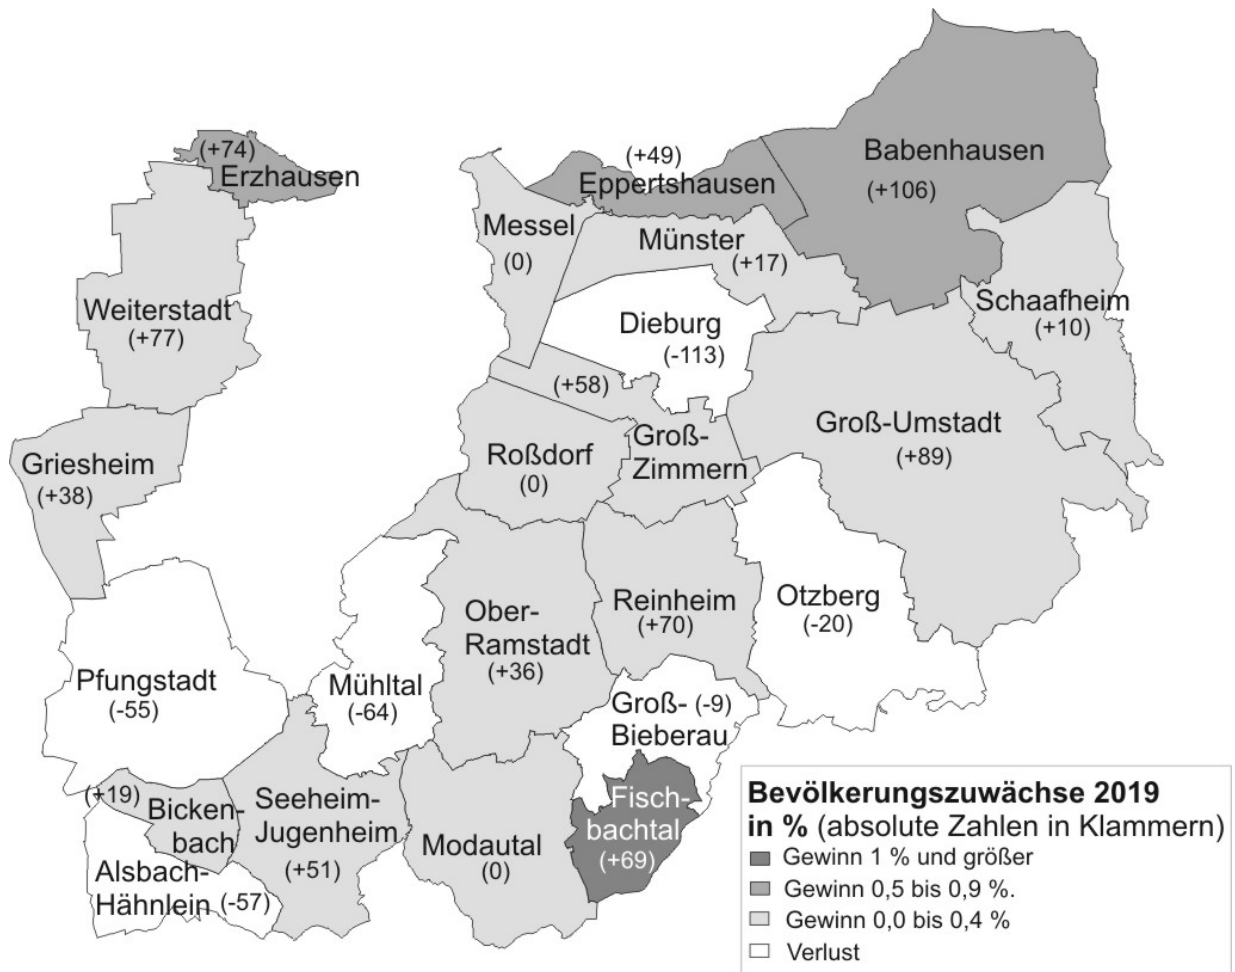 (+74)
Erzhausen
(+49)
Eppertshausen
Babenhausen
(+106)
Messel
(0)
Münster
(+17)
Weiterstadt
(+77)
Dieburg
(-113)
Schaafheim
(+10)
(+58)
Groß-
Zimmern
Groß-Umstadt
(+89)
Griesheim
(+38)
Roßdorf
(0)
Ober-
Ramstadt
(+36)
Reinheim
(+70)
Otzberg
(-20)
Pfungstadt
(-55)
Mühltal
(-64)
Groß- (-9)
Bieberau
(+19)
Bicken-
bach
Seeheim-
Jugenheim
(+51)
Modautal
(0)
Fisch-
bachtal
(+69)
Alsbach-
Hähnlein (-57)
Bevölkerungszuwächse 2019
in % (absolute Zahlen in Klammern)
Gewinn 1 % und größer
Gewinn 0,5 bis 0,9 %.
Gewinn 0,0 bis 0,4 %
Verlust